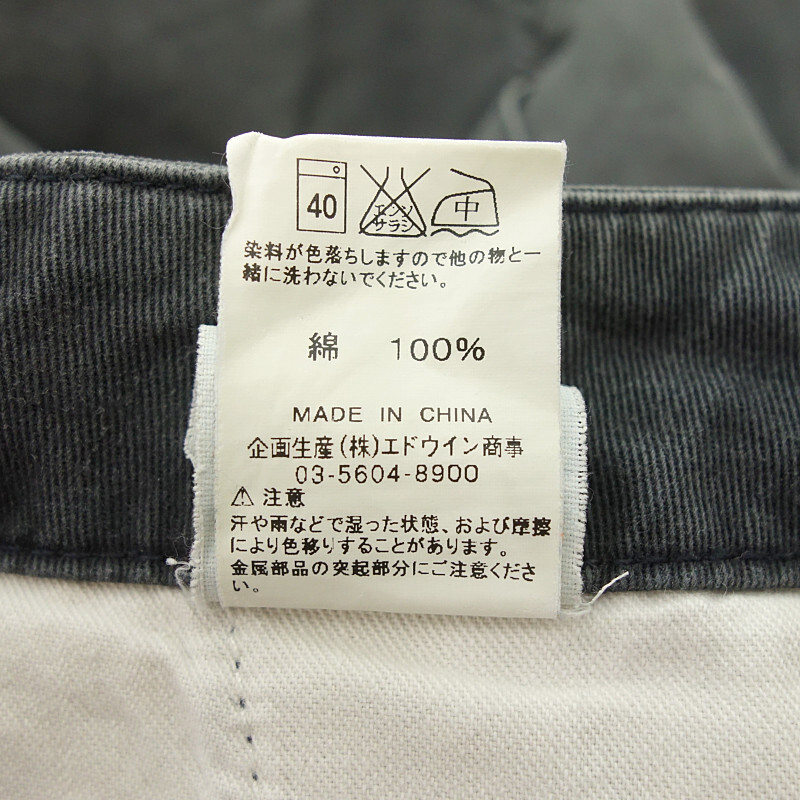 40 エンソ サラシ 中
染料が色落ちしますので他の物と一
緒に洗わないでください。
綿 100%
MADE IN CHINA
企画生産(株)エドウイン商事
03-5604-8900
⚠ 注意
汗や雨などで湿った状態、および摩擦
により色移りすることがあります。
金属部品の突起部分にご注意くださ
い。